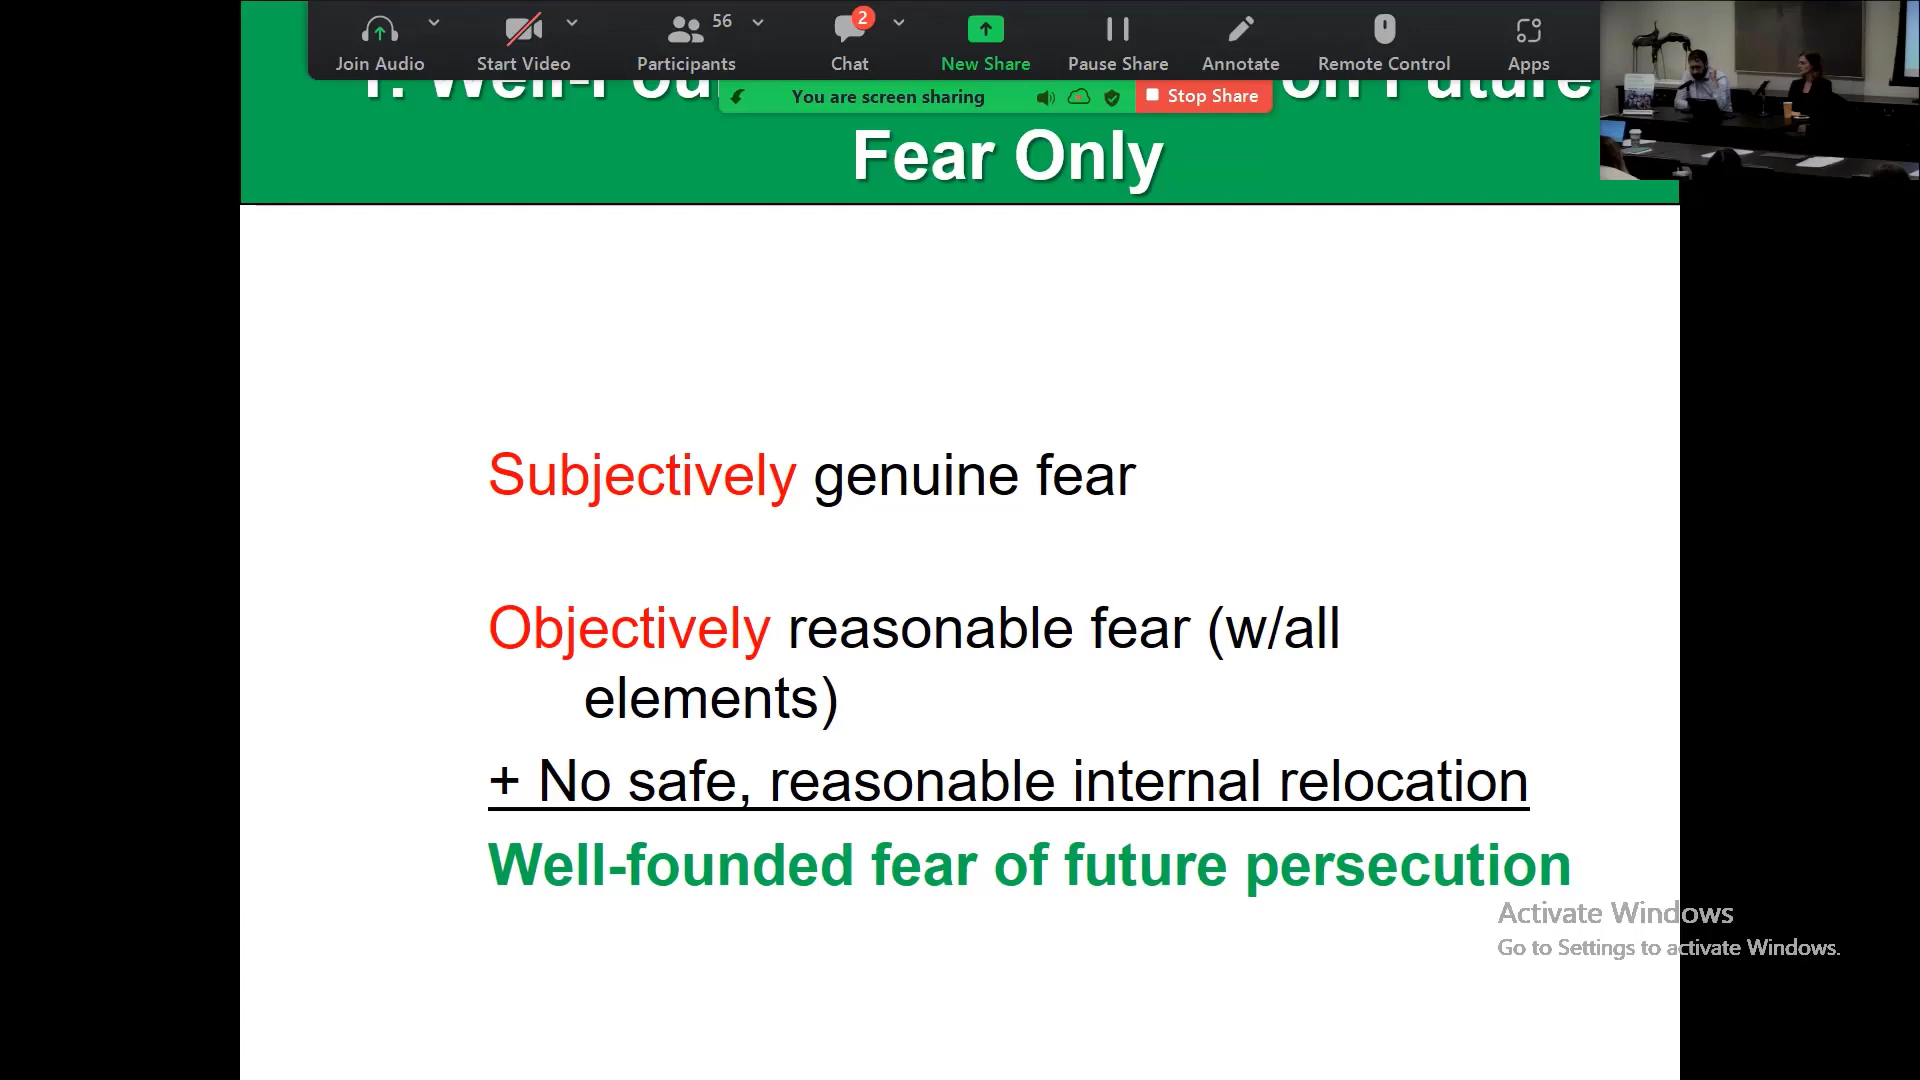 56
2
Join Audio
Start Video
Participants
Chat
New Share
Pause Share
Annotate
Remote Control
Apps
You are screen sharing
Stop Share
Future
Fear Only
Subjectively genuine fear
Objectively reasonable fear (w/all
elements)
+ No safe, reasonable internal relocation
Well-founded fear of future persecution
Activate Windows
Go to Settings to activate Windows.